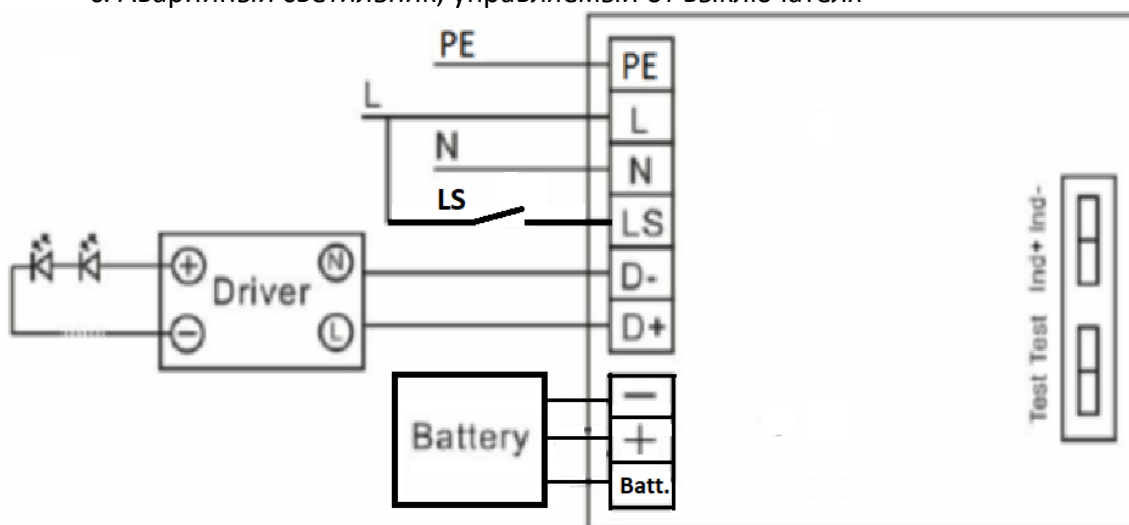 PE
PE
L
L
N
N
LS
LS
D-
D+
+
N
Driver
−
L
Battery
−
+
Batt.
Ind-
Ind+
Test
Test